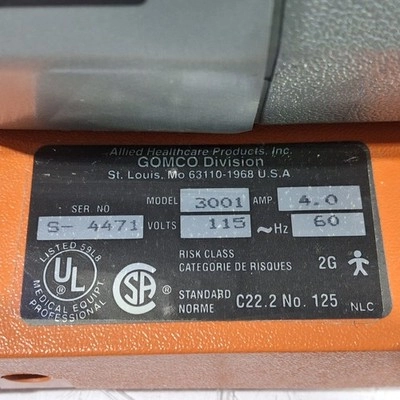 Allied Healthcare Products, Inc.
GOMCO Division
St. Louis, Mo 63110-1968 U.S.A
SER NO MODEL 3001 AMP 4.0
S- 4471 VOLTS 115 ~Hz 60
LISTED 59L8
UL
MEDICAL EQUIPT
PROFESSIONAL
RISK CLASS
CATEGORIE DE RISQUES 2G
SA
STANDARD
NORME C22.2 No. 125 NLC